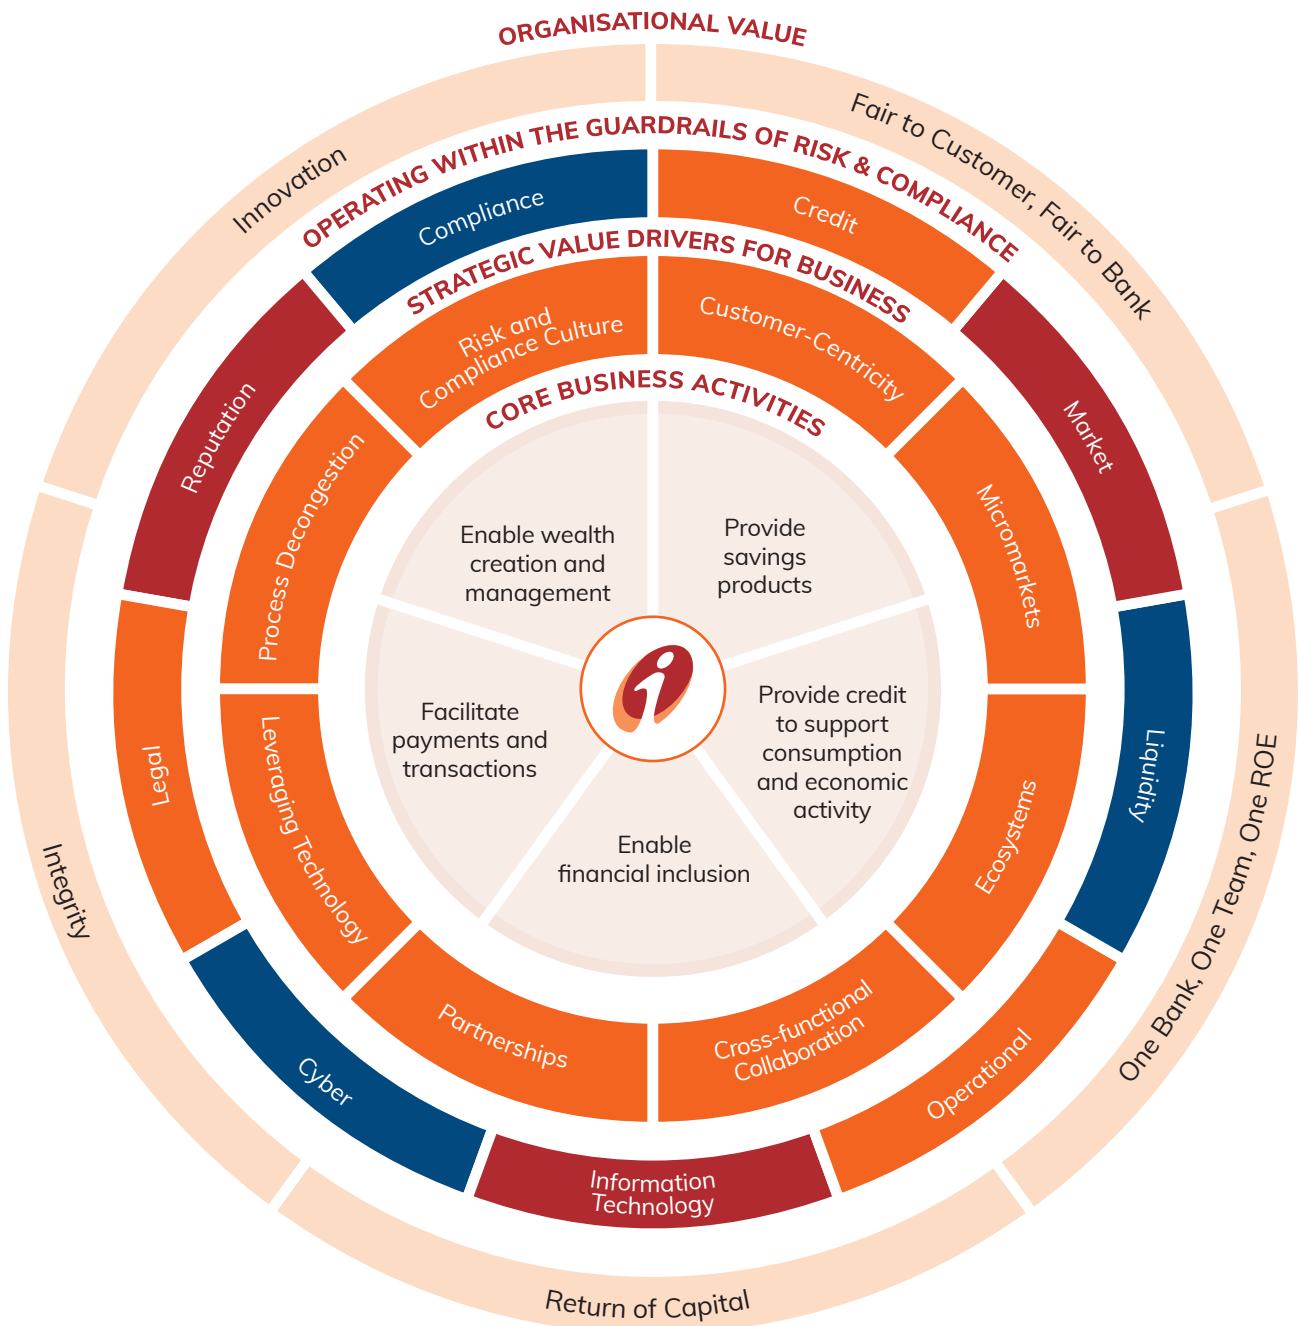 ORGANISATIONAL VALUE
Fair to Customer, Fair to Bank
One Bank, One Team, One ROE
Return of Capital
Integrity
Innovation
OPERATING WITHIN THE GUARDRAILS OF RISK & COMPLIANCE
Credit
Market
Liquidity
Operational
Information
Technology
Cyber
Legal
Reputation
Compliance
STRATEGIC VALUE DRIVERS FOR BUSINESS
Customer-Centricity
Micromarkets
Ecosystems
Cross-functional
Collaboration
Partnerships
Leveraging Technology
Process Decongestion
Risk and
Compliance Culture
CORE BUSINESS ACTIVITIES
Provide
savings
products
Provide credit
to support
consumption
and economic
activity
Enable
financial inclusion
Facilitate
payments and
transactions
Enable wealth
creation and
management